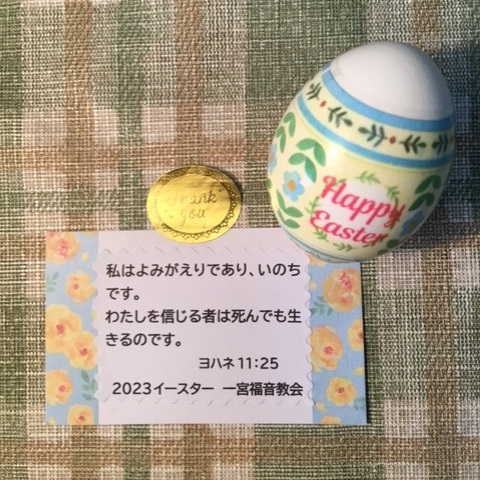 Happy
Easter
Thank
you
私はよみがえりであり、いのち
です。
わたしを信じる者は死んでも生
きるのです。
ヨハネ 11:25
2023イースター 一宮福音教会